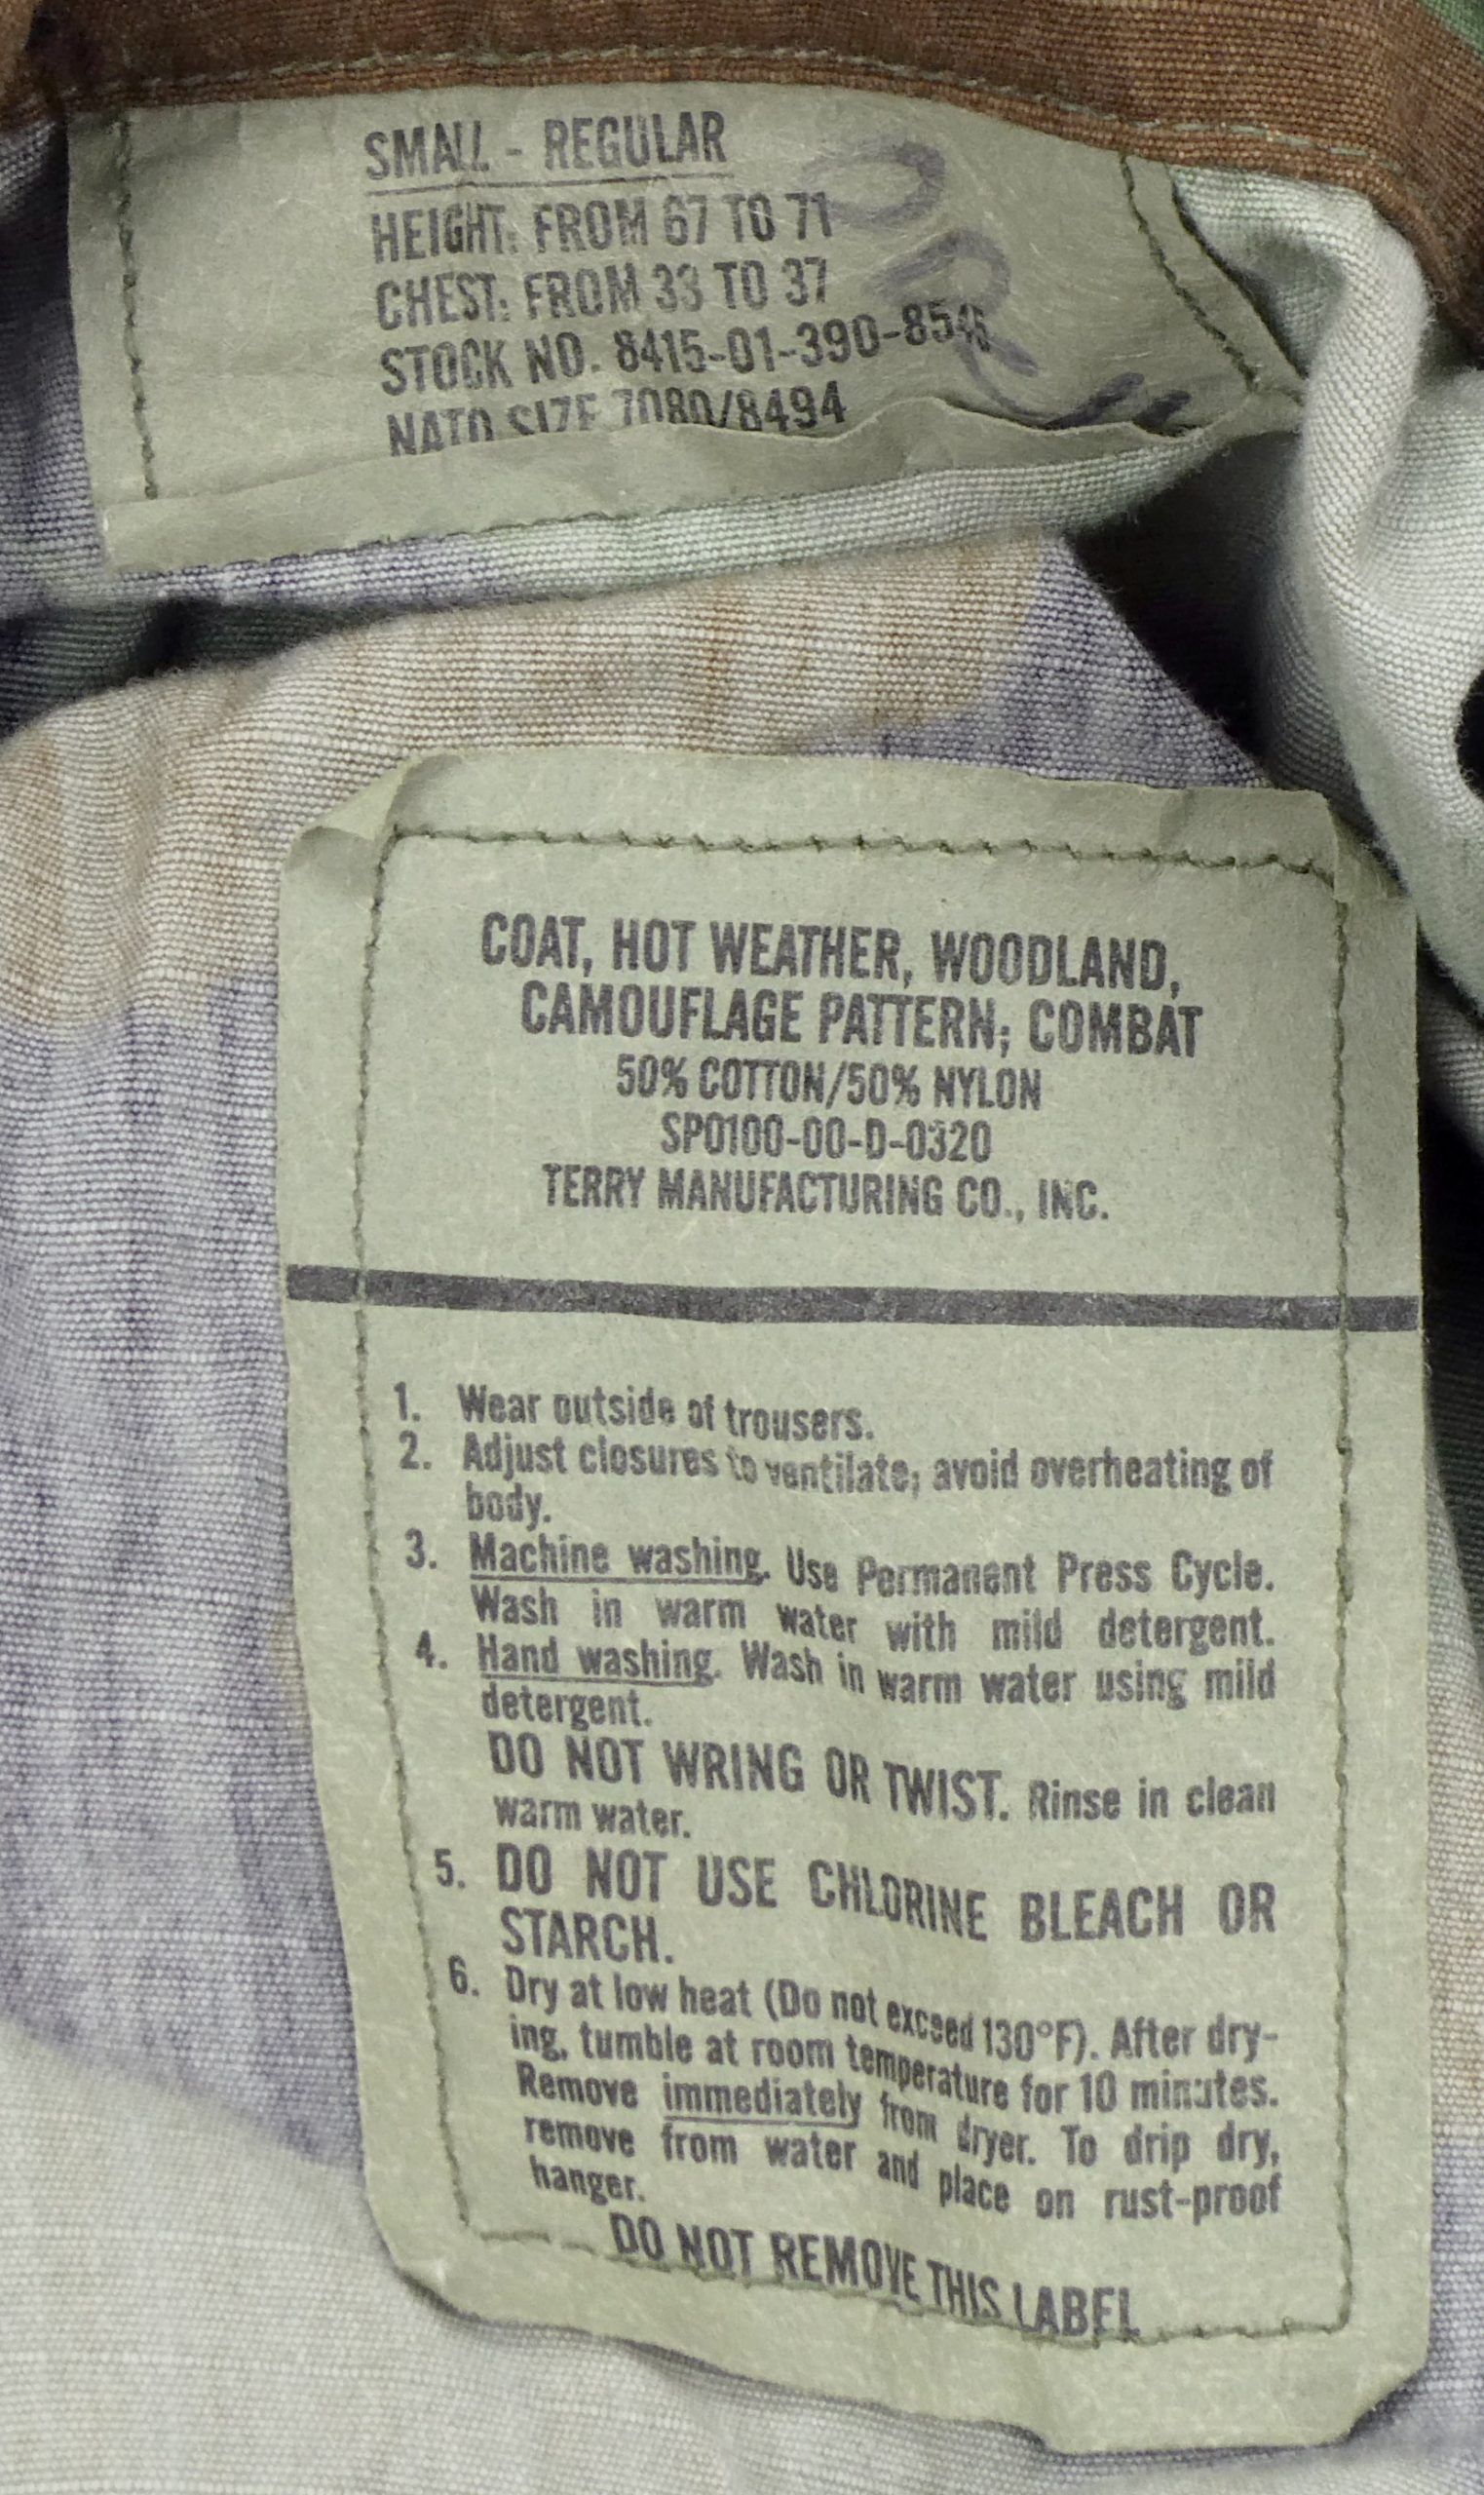 SMALL - REGULAR
HEIGHT: FROM 67 TO 71
CHEST: FROM 33 TO 37
STOCK NO. 8415-01-390-8546
NATO SIZE 7080/8494
COAT, HOT WEATHER, WOODLAND,
CAMOUFLAGE PATTERN; COMBAT
50% COTTON/50% NYLON
SPO100-00-D-0320
TERRY MANUFACTURING CO., INC.
1. Wear outside of trousers.
2. Adjust closures to ventilate; avoid overheating of
body.
3. Machine washing. Use Permanent Press Cycle.
Wash in warm water with mild detergent.
4. Hand washing. Wash in warm water using mild
detergent.
DO NOT WRING OR TWIST. Rinse in clean
warm water.
5. DO NOT USE CHLORINE BLEACH OR
STARCH.
6. Dry at low heat (Do not exceed 130°F). After dry-
ing, tumble at room temperature for 10 minutes.
Remove immediately from dryer. To drip dry,
remove from water and place on rust-proof
hanger.
DO NOT REMOVE THIS LABEL